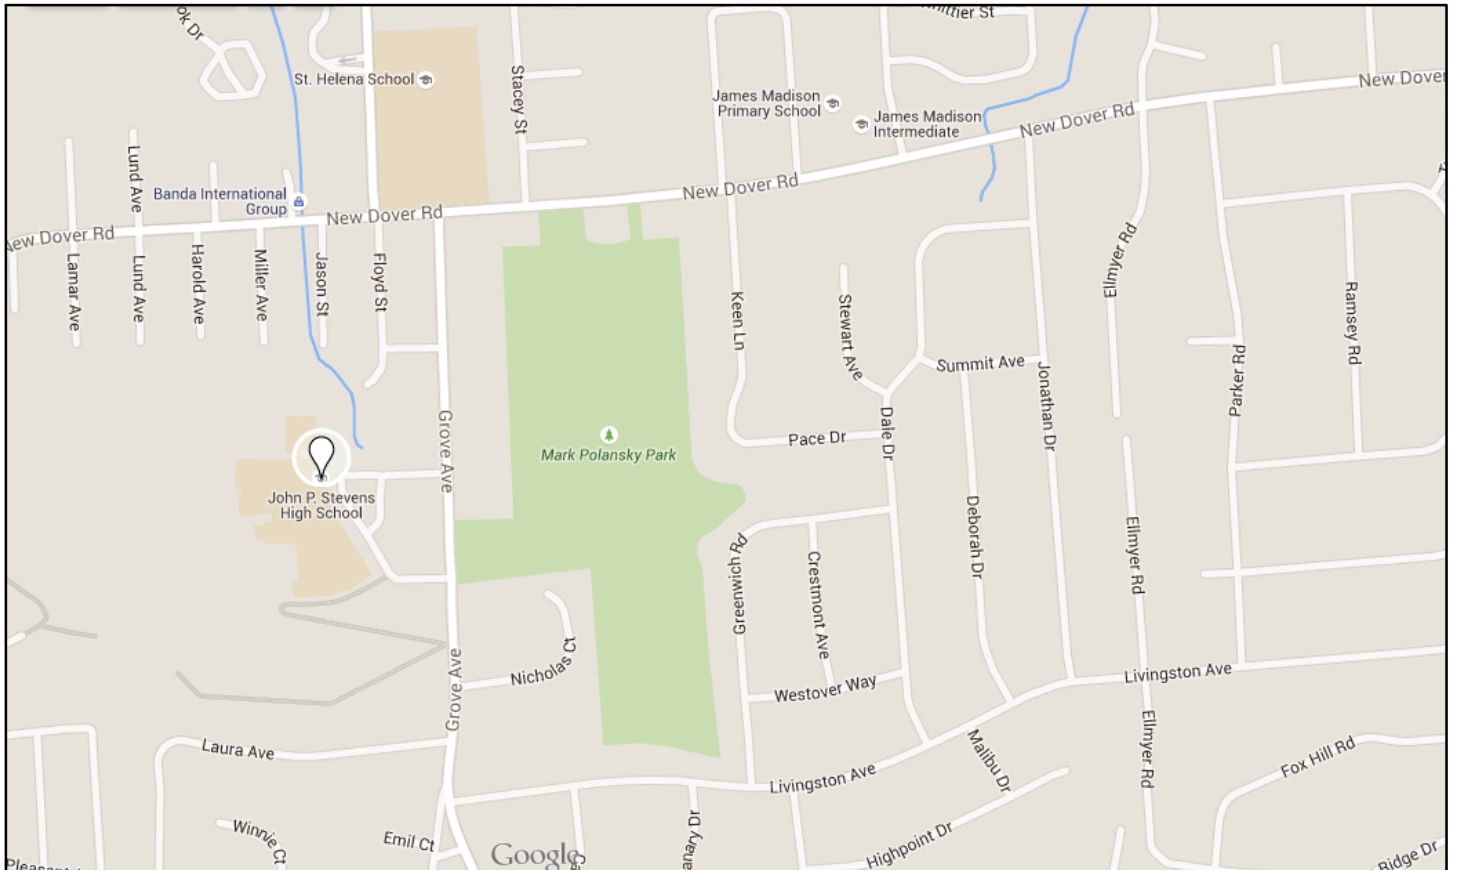 ok Dr
St. Helena School
Stacey St
James Madison
Primary School
James Madison
Intermediate
New Dover Rd
New Dover
Lund Ave
Banda International
Group
New Dover Rd
New Dover Rd
New Dover Rd
Lamar Ave
Lund Ave
Harold Ave
Miller Ave
Jason St
Floyd St
Keen Ln
Stewart Ave
Ellmyer Rd
Ramsey Rd
Parker Rd
Summit Ave
Jonathan Dr
Grove Ave
Mark Polansky Park
Pace Dr
Dale Dr
John P. Stevens
High School
Deborah Dr
Ellmyer Rd
Greenwich Rd
Crestmont Ave
Nicholas Ct
Grove Ave
Westover Way
Livingston Ave
Laura Ave
Malibu Dr
Ellmyer Rd
Fox Hill Rd
Livingston Ave
Winnie Ct
Emil Ct
Google
anary Dr
Highpoint Dr
Ridge Dr